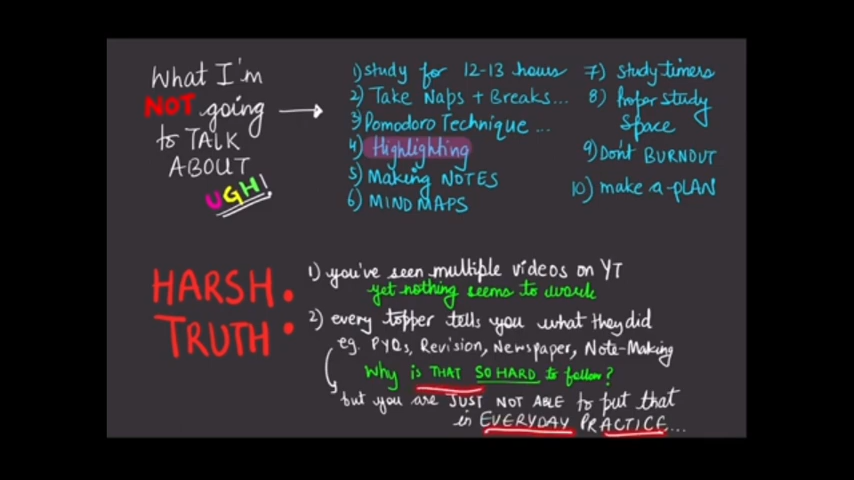 What I'm
NOT going
to TALK
ABOUT
UGH!
1) study for 12-13 hours
2) Take Naps + Breaks...
3) Pomodoro Technique ...
4) Highlighting
5) Making NOTES
6) MIND MAPS
7) Study timers
8) Proper Study
Space
9) Don't BURNOUT
10) make a PLAN
HARSH
TRUTH :
1) you've seen multiple videos on YT
yet nothing seems to work
2) every topper tells you what they did
eg. PYQs, Revision, Newspaper, Note-Making
Why is THAT SO HARD to follow?
but you are JUST NOT ABLE to put that
in EVERYDAY PRACTICE...